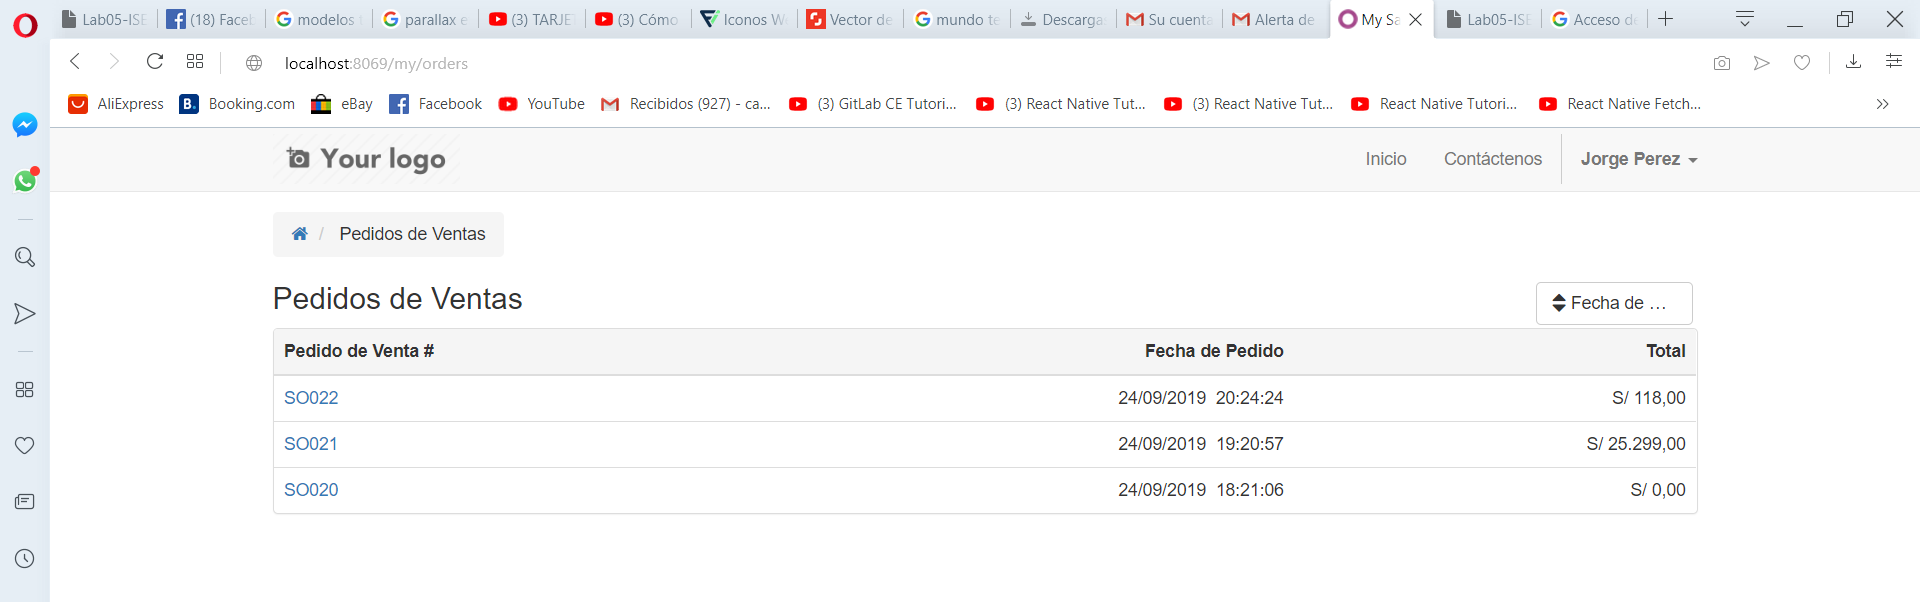 Lab05-ISE (18) Faceb modelos parallax e (3) TARJE (3) Cómo Iconos We Vector de mundo te Descarga Su cuenta Alerta de My Sa Lab05-ISE Acceso d
localhost:8069/my/orders
AliExpress Booking.com eBay Facebook YouTube Recibidos (927) - ca... (3) GitLab CE Tutori... (3) React Native Tut... (3) React Native Tut... React Native Tutori... React Native Fetch...
Your logo Inicio Contáctenos Jorge Perez
/ Pedidos de Ventas
Pedidos de Ventas
Fecha de ...
Pedido de Venta # Fecha de Pedido Total
SO022 24/09/2019 20:24:24 S/ 118,00
SO021 24/09/2019 19:20:57 S/ 25.299,00
SO020 24/09/2019 18:21:06 S/ 0,00